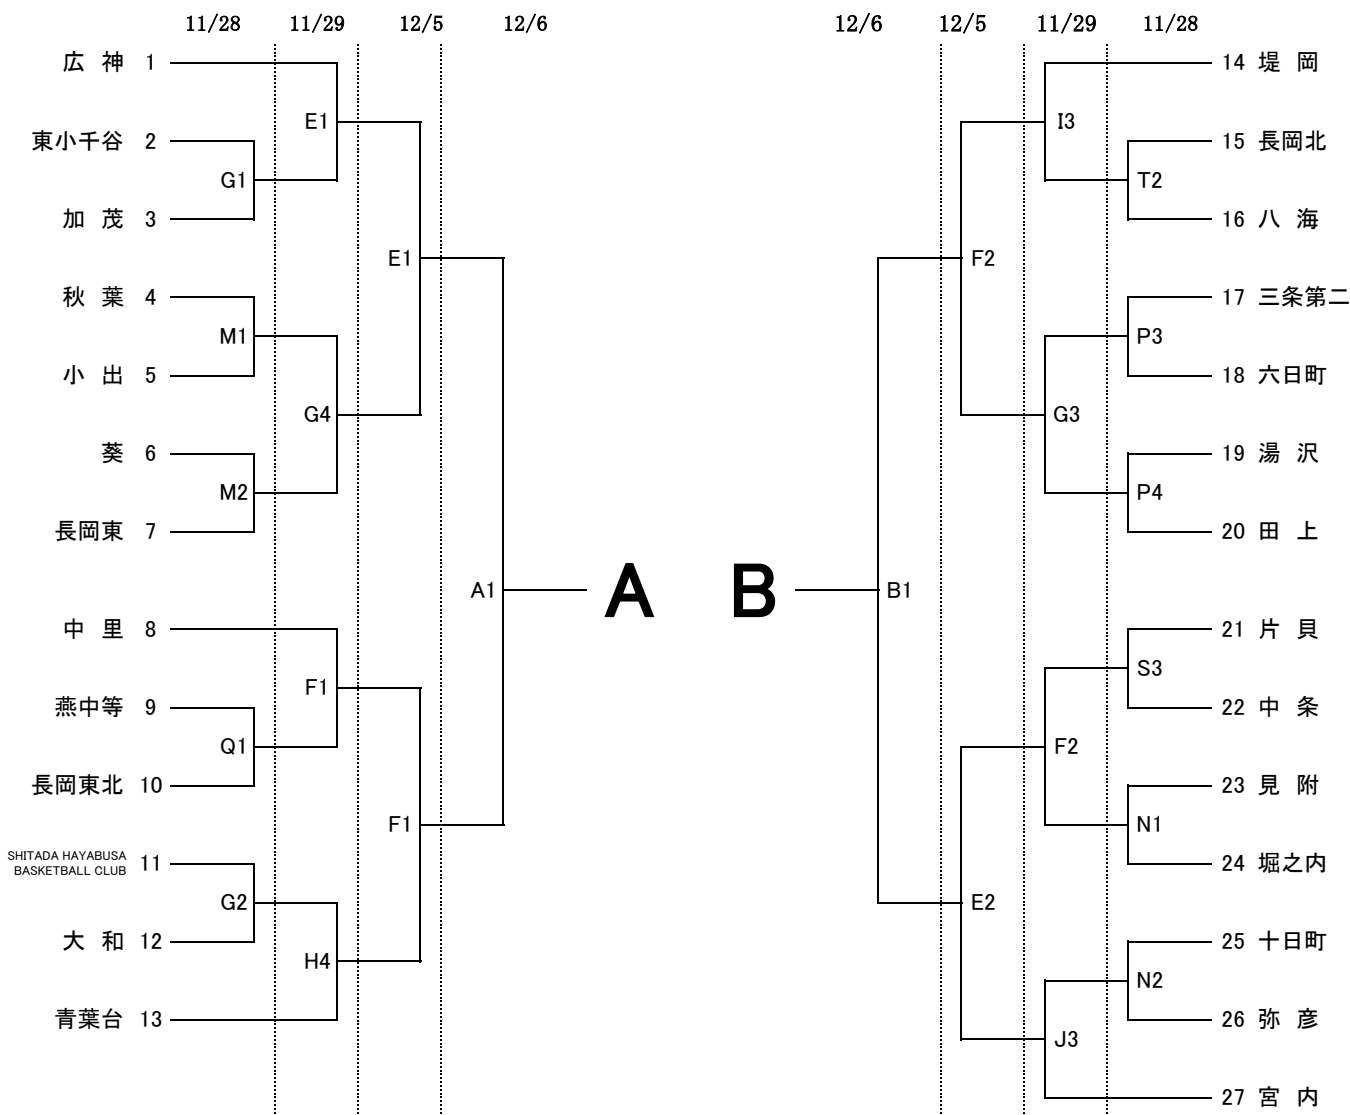 11/28 11/29 12/5 12/6 12/6 12/5 11/29 11/28
広 神 1
E1
東小千谷 2
G1
加 茂 3
E1
秋 葉 4
M1
小 出 5
G4
葵 6
M2
長岡東 7
A1
A
中 里 8
F1
燕中等 9
Q1
長岡東北 10
F1
SHITADA HAYABUSA
BASKETBALL CLUB 11
G2
大 和 12
H4
青葉台 13
14 堤 岡
I3
15 長岡北
T2
16 八 海
F2
17 三条第二
P3
18 六日町
G3
19 湯 沢
P4
20 田 上
B
B1
21 片 貝
S3
22 中 条
F2
23 見 附
N1
24 堀之内
E2
25 十日町
N2
26 弥 彦
J3
27 宮 内